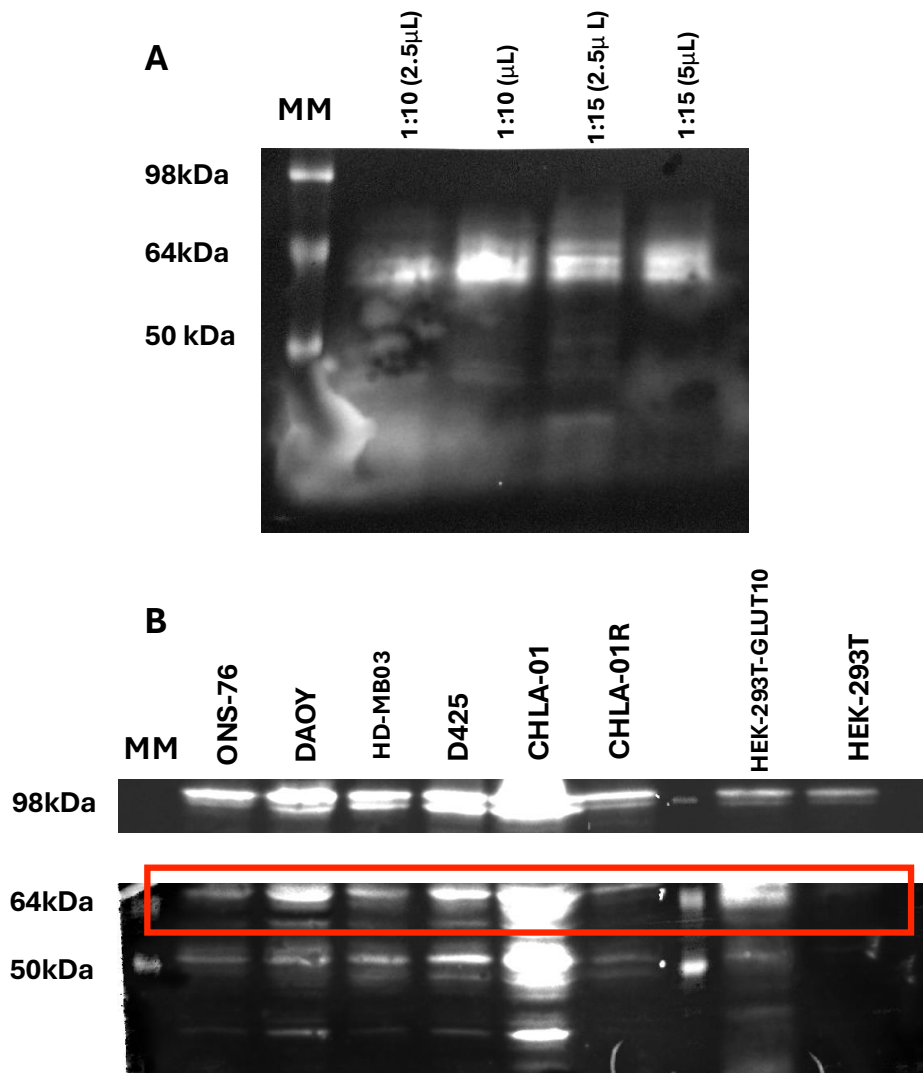 A
MM
1:10 (2.5µL)
1:10 (µL)
1:15 (2.5µ L)
1:15 (5µL)
98kDa
64kDa
50 kDa
B
MM
ONS-76
DAOY
HD-MB03
D425
CHLA-01
CHLA-01R
HEK-293T-GLUT10
HEK-293T
98kDa
64kDa
50kDa